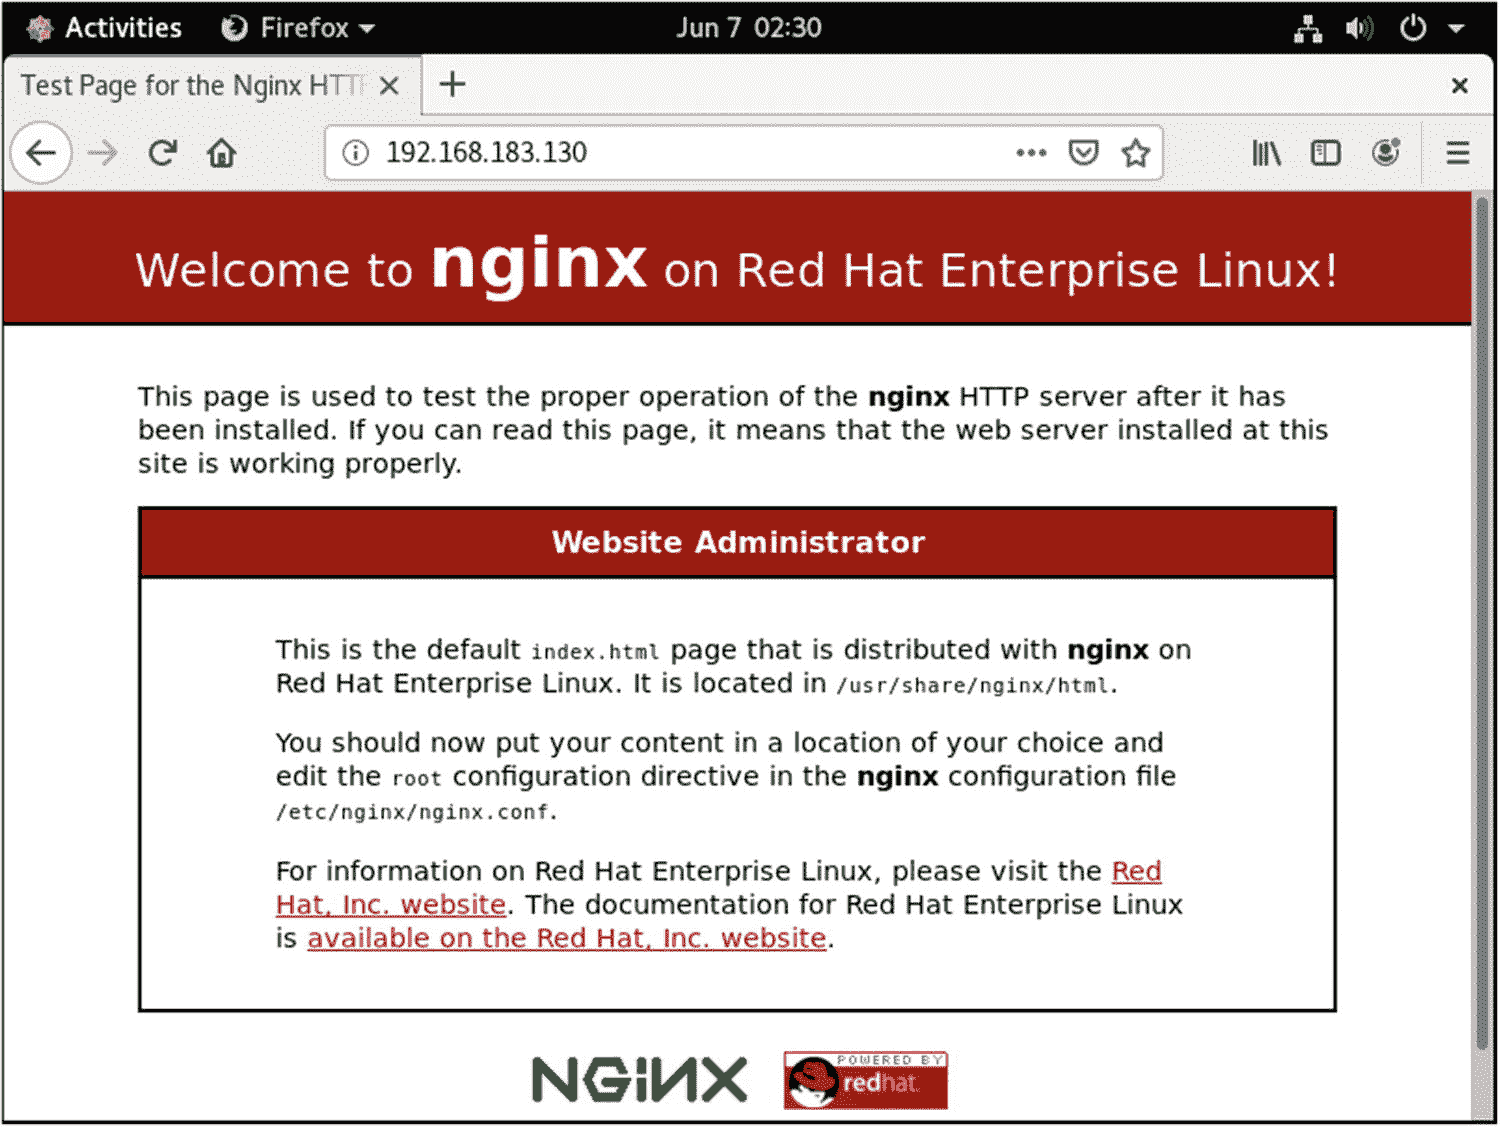 Activities Firefox Jun 7 02:30
Test Page for the Nginx HTTP
192.168.183.130
Welcome to nginx on Red Hat Enterprise Linux!
This page is used to test the proper operation of the nginx HTTP server after it has
been installed. If you can read this page, it means that the web server installed at this
site is working properly.
Website Administrator
This is the default index.html page that is distributed with nginx on
Red Hat Enterprise Linux. It is located in /usr/share/nginx/html.
You should now put your content in a location of your choice and
edit the root configuration directive in the nginx configuration file
/etc/nginx/nginx.conf.
For information on Red Hat Enterprise Linux, please visit the Red
Hat, Inc. website. The documentation for Red Hat Enterprise Linux
is available on the Red Hat, Inc. website.
NGiNX
POWERED BY
redhat